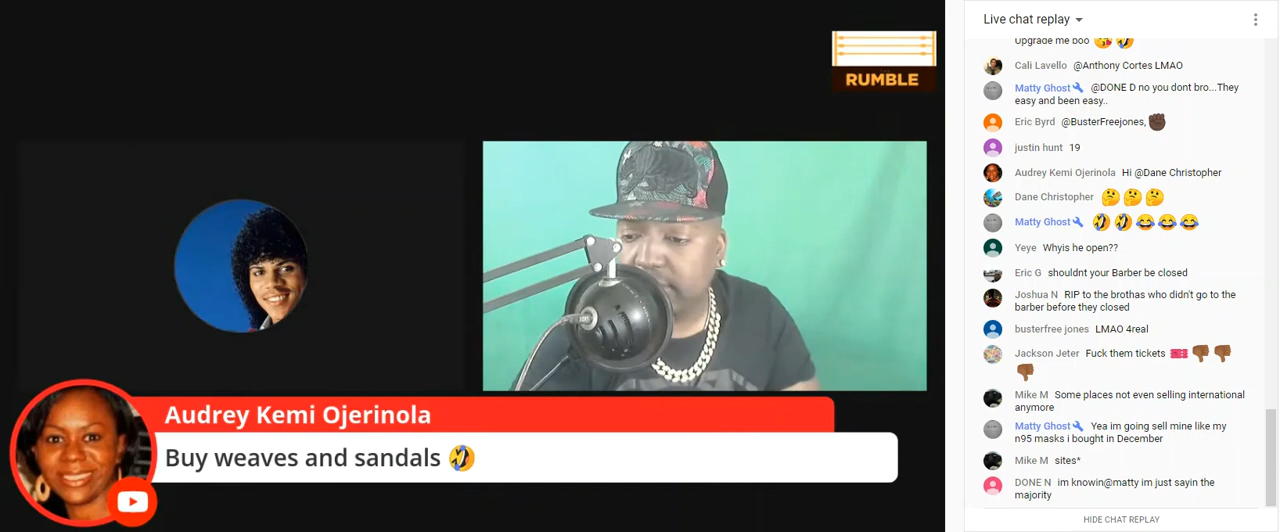 RUMBLE
Audrey Kemi Ojerinola
Buy weaves and sandals 🤣
Live chat replay
Upgrade me boo 😘 🤣
Cali Lavello @Anthony Cortes LMAO
Matty Ghost @DONE D no you dont bro...They
easy and been easy..
Eric Byrd @BusterFreejones, ✊🏿
justin hunt 19
Audrey Kemi Ojerinola Hi @Dane Christopher
Dane Christopher 🤔 🤔 🤔
Matty Ghost 🤣 🤣 😂 😂 😂
Yeye Whyis he open??
Eric G shouldnt your Barber be closed
Joshua N RIP to the brothas who didn't go to the
barber before they closed
busterfree jones LMAO 4real
Jackson Jeter Fuck them tickets 🎟️ 👎🏾 👎🏾
👎🏾
Mike M Some places not even selling international
anymore
Matty Ghost Yea im going sell mine like my
n95 masks i bought in December
Mike M sites*
DONE N im knowin@matty im just sayin the
majority
HIDE CHAT REPLAY